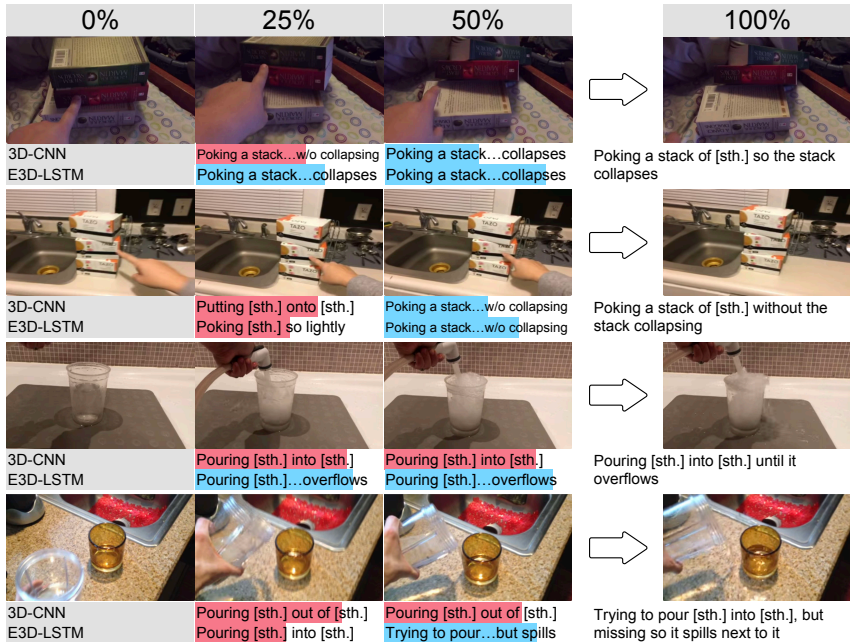 0% 25% 50% 100%
3D-CNN Poking a stack...w/o collapsing Poking a stack...collapses Poking a stack of [sth.] so the stack
E3D-LSTM Poking a stack...collapses Poking a stack...collapses collapses
TAZO
3D-CNN Putting [sth.] onto [sth.] Poking a stack...w/o collapsing Poking a stack of [sth.] without the
E3D-LSTM Poking [sth.] so lightly Poking a stack...w/o collapsing stack collapsing
3D-CNN Pouring [sth.] into [sth.] Pouring [sth.] into [sth.] Pouring [sth.] into [sth.] until it
E3D-LSTM Pouring [sth.]...overflows Pouring [sth.]...overflows overflows
3D-CNN Pouring [sth.] out of [sth.] Pouring [sth.] out of [sth.] Trying to pour [sth.] into [sth.], but
E3D-LSTM Pouring [sth.] into [sth.] Trying to pour...but spills missing so it spills next to it